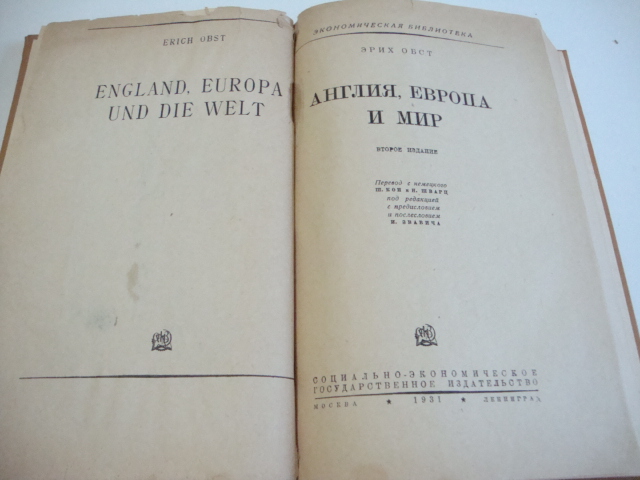 ERICH OBST
ENGLAND, EUROPA
UND DIE WELT
ЭКОНОМИЧЕСКАЯ БИБЛИОТЕКА
ЭРИХ ОБСТ
АНГЛИЯ, ЕВРОПА
И МИР
ВТОРОЕ ИЗДАНИЕ
Перевод с немецкого
под редакцией
с предисловием
и послесловием
И. ЗВАВИЧА
СОЦИАЛЬНО-ЭКОНОМИЧЕСКОЕ
ГОСУДАРСТВЕННОЕ ИЗДАТЕЛЬСТВО
МОСКВА ★ 1931 ★ ЛЕНИНГРАД